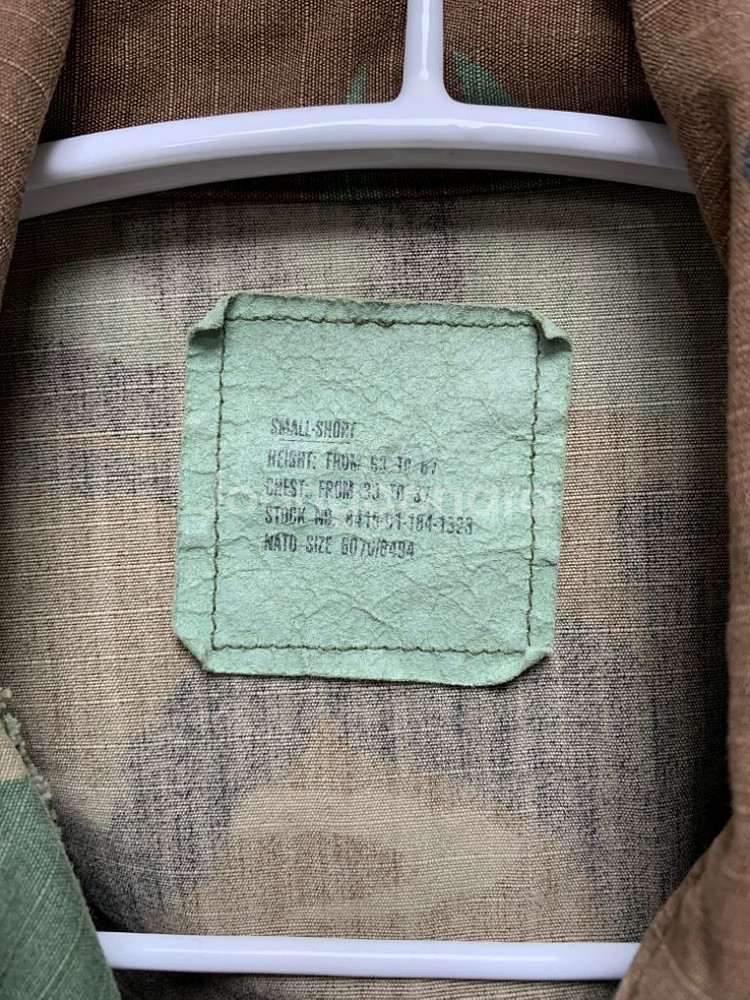 SMALL-SHORT
HEIGHT: FROM 63 TO 67
CHEST: FROM 33 TO 37
STOCK NO. 8415-01-184-1323
NATO SIZE 6070/8494